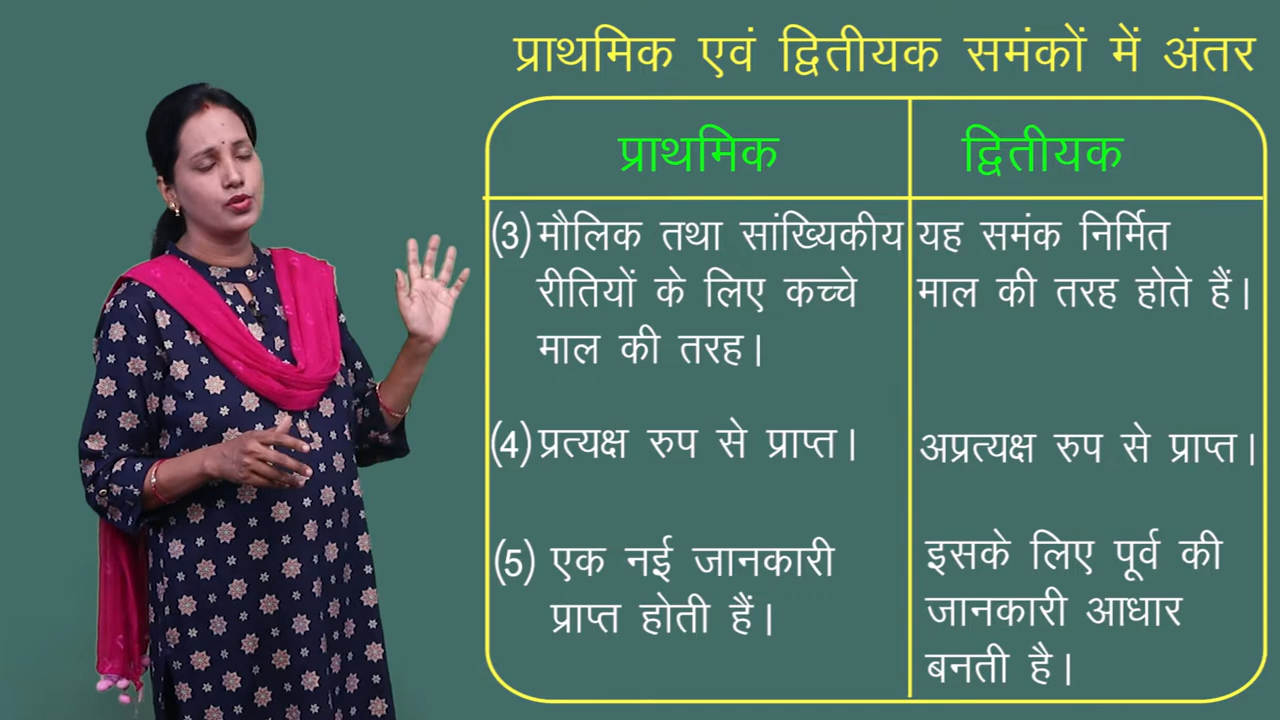 प्राथमिक एवं द्वितीयक समंकों में अंतर
प्राथमिक
द्वितीयक
(3) मौलिक तथा सांख्यिकीय
रीतियों के लिए कच्चे
माल की तरह।
यह समंक निर्मित
माल की तरह होते हैं।
(4) प्रत्यक्ष रुप से प्राप्त।
अप्रत्यक्ष रुप से प्राप्त।
(5) एक नई जानकारी
प्राप्त होती हैं।
इसके लिए पूर्व की
जानकारी आधार
बनती है।